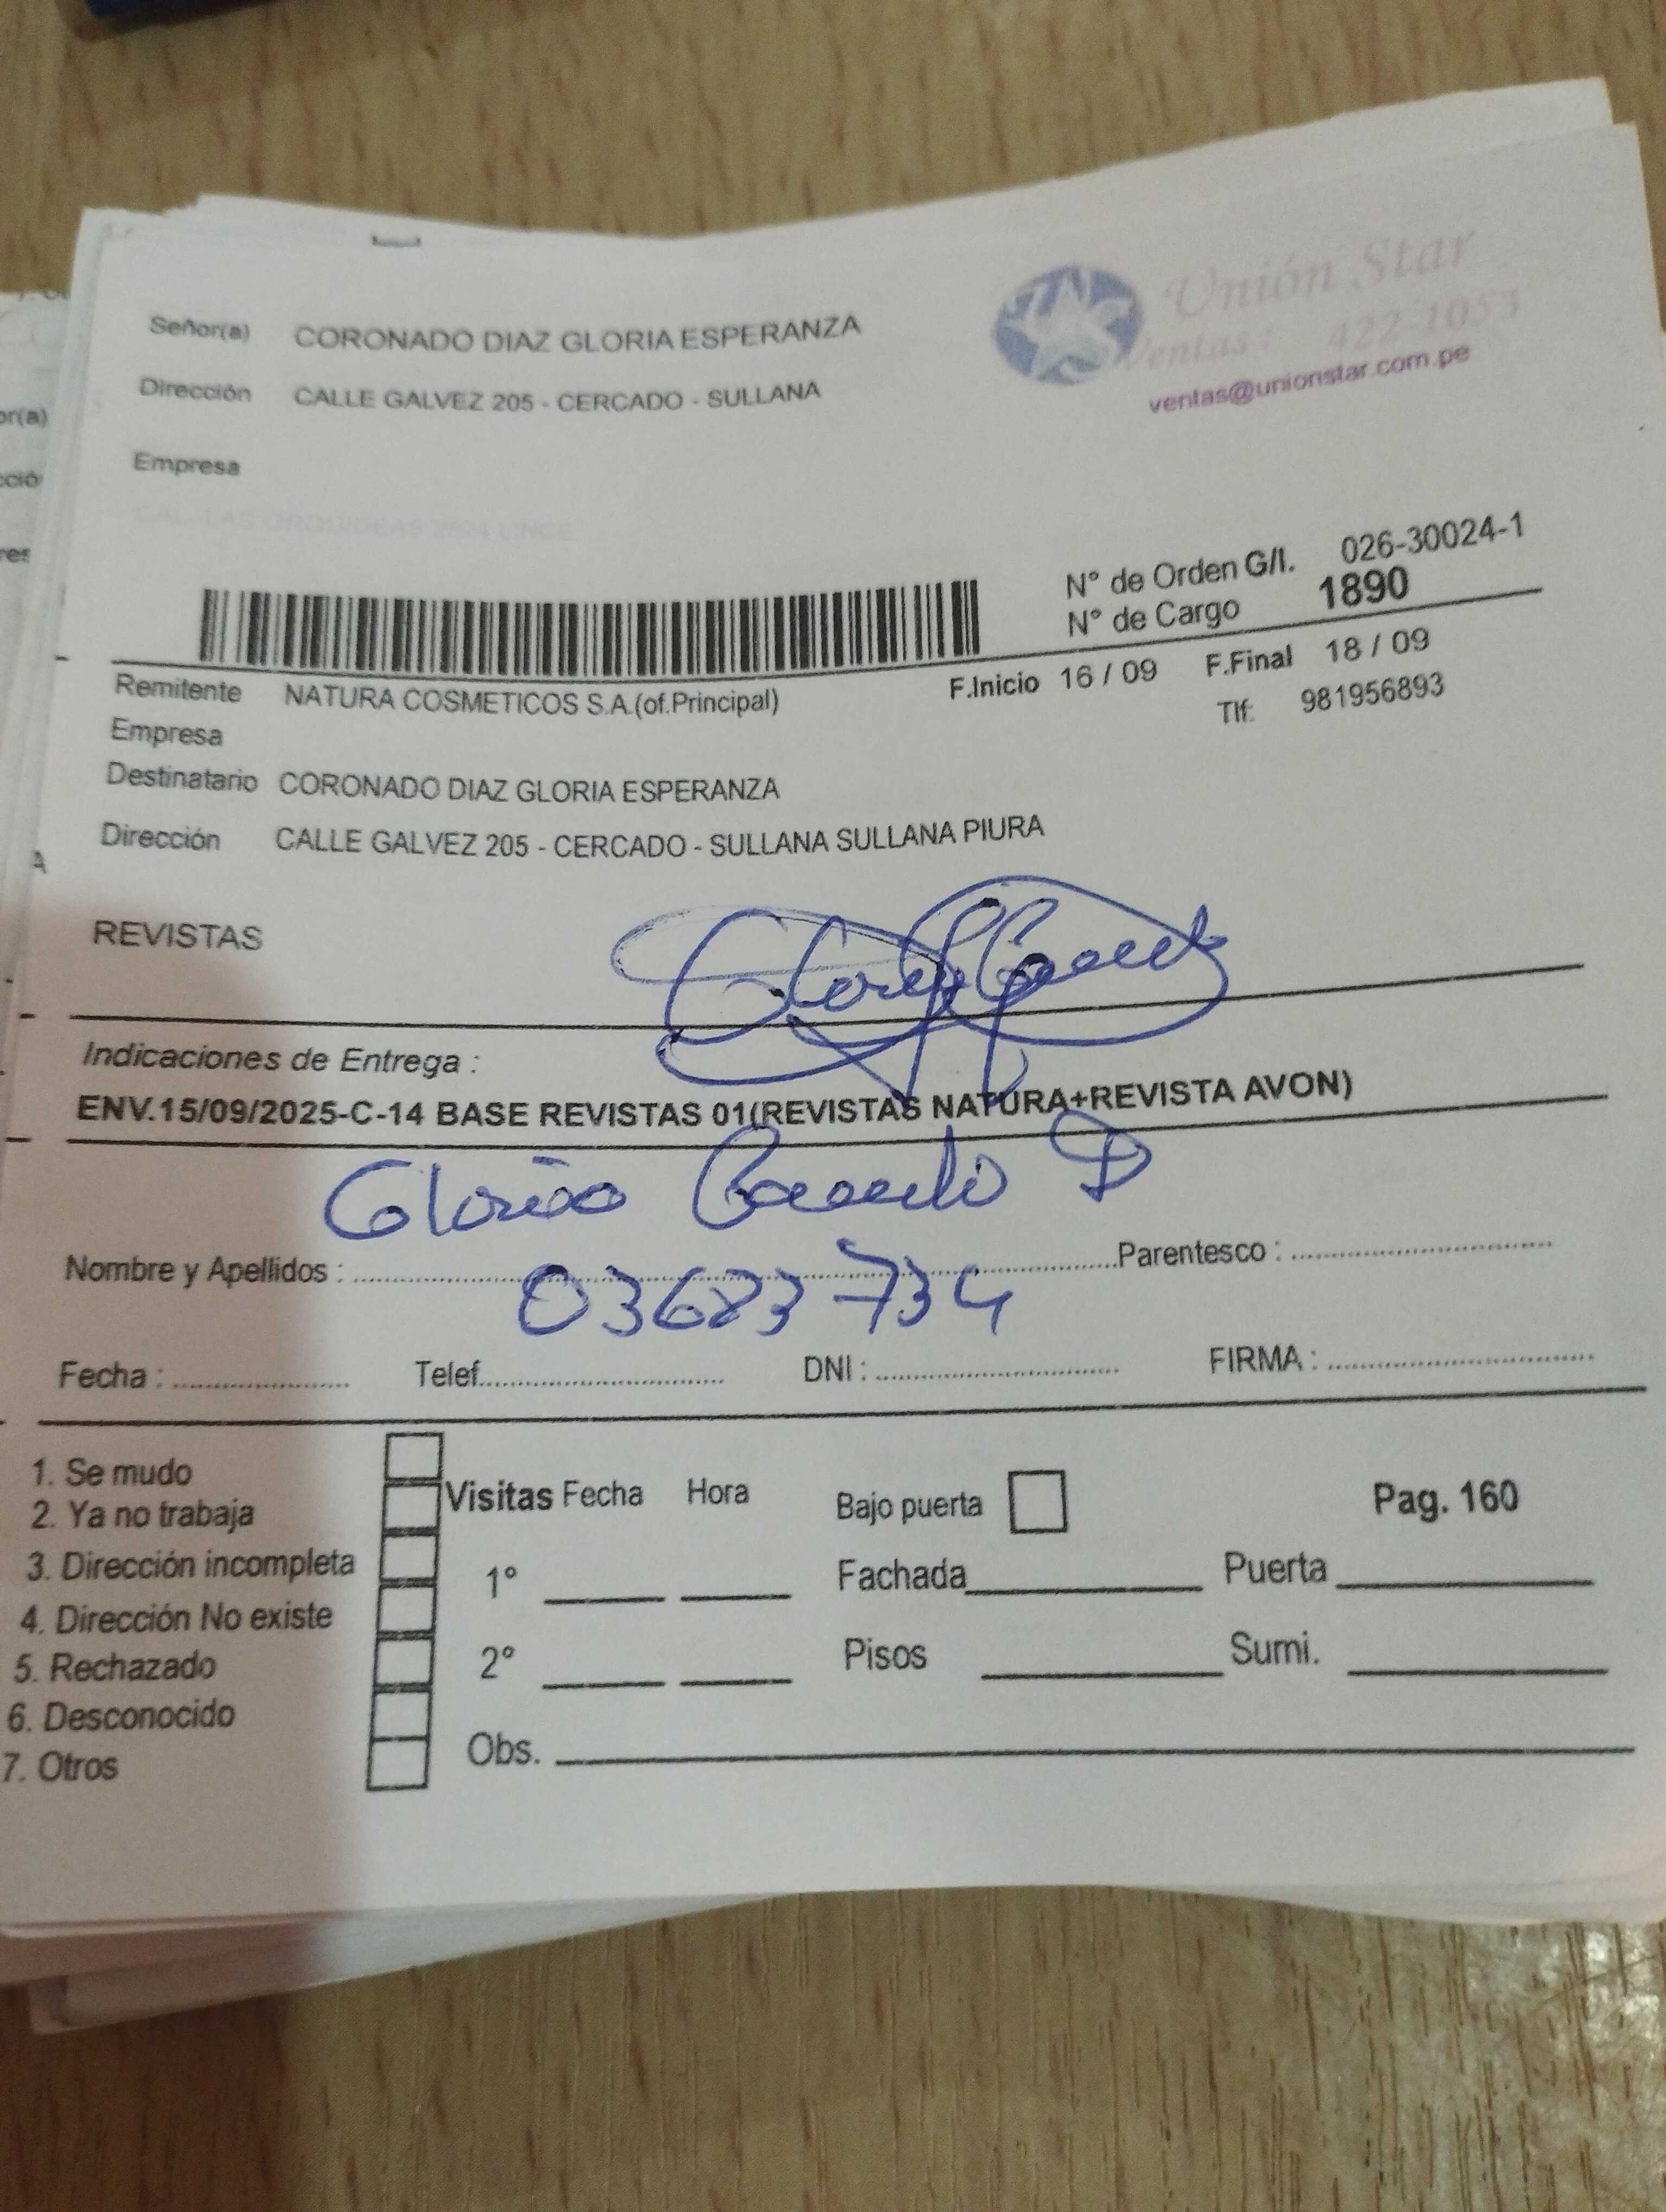 Unión Star
Ventas: 422 1053
ventas@unionstar.com.pe
Señor(a) CORONADO DIAZ GLORIA ESPERANZA
Dirección CALLE GALVEZ 205 - CERCADO - SULLANA
Empresa
N° de Orden G/I. 026-30024-1
N° de Cargo 1890
F.Inicio 16 / 09 F.Final 18 / 09
Remitente NATURA COSMETICOS S.A.(of.Principal)
Tlf: 981956893
Empresa
Destinatario CORONADO DIAZ GLORIA ESPERANZA
Dirección CALLE GALVEZ 205 - CERCADO - SULLANA SULLANA PIURA
REVISTAS
Indicaciones de Entrega :
ENV.15/09/2025-C-14 BASE REVISTAS 01(REVISTAS NATURA+REVISTA AVON)
Gloria Coronado D
Nombre y Apellidos : Parentesco :
03683734
Fecha : Telef. DNI : FIRMA :
1. Se mudo
2. Ya no trabaja
3. Dirección incompleta
4. Dirección No existe
5. Rechazado
6. Desconocido
7. Otros
Visitas Fecha Hora
1°
2°
Obs.
Bajo puerta Pag. 160
Fachada Puerta
Pisos Sumi.